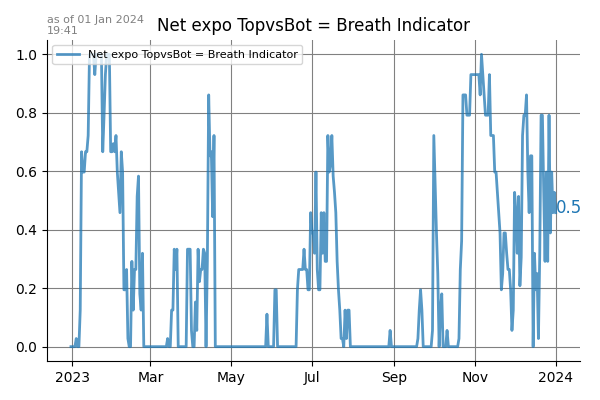 as of 01 Jan 2024
19:41
Net expo TopvsBot = Breath Indicator
Net expo TopvsBot = Breath Indicator
1.0
0.8
0.6
0.4
0.2
0.0
0.5
2023
Mar
May
Jul
Sep
Nov
2024